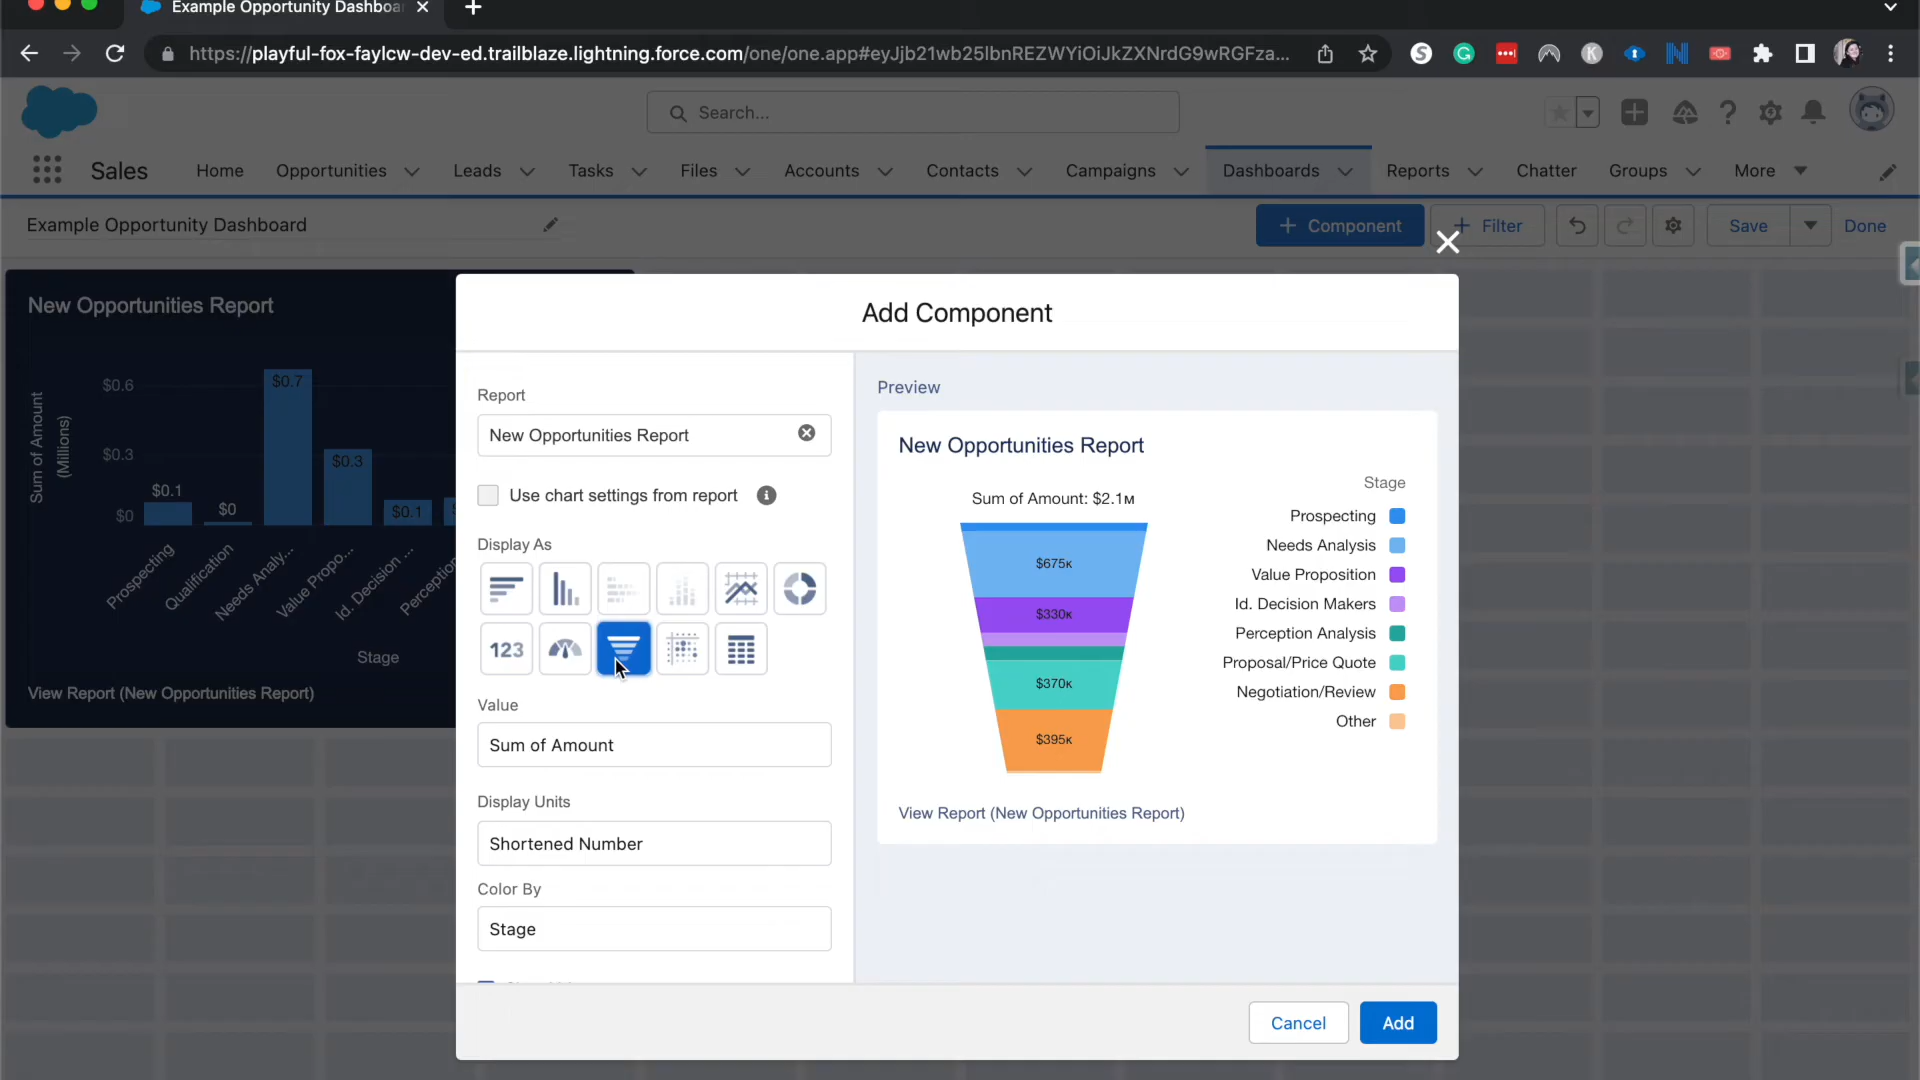 Example Opportunity Dashboa
https://playful-fox-faylcw-dev-ed.trailblaze.lightning.force.com/one/one.app#eyJjb21wb25lbnREZWYiOiJkZXNrdG9wRGFza...
Search...
Sales Home Opportunities Leads Tasks Files Accounts Contacts Campaigns Dashboards Reports Chatter Groups More
Example Opportunity Dashboard
+ Component + Filter Save Done
New Opportunities Report
Sum of Amount
(Millions)
$0.6
$0.3
$0
$0.1
$0
$0.7
$0.3
$0.1
Prospecting
Qualification
Needs Analy...
Value Propo...
Id. Decision ...
Perception
Stage
View Report (New Opportunities Report)
Add Component
Report
New Opportunities Report
Use chart settings from report
Display As
123
Value
Sum of Amount
Display Units
Shortened Number
Color By
Stage
Preview
New Opportunities Report
Sum of Amount: $2.1M
$675K
$330K
$370K
$395K
Stage
Prospecting
Needs Analysis
Value Proposition
Id. Decision Makers
Perception Analysis
Proposal/Price Quote
Negotiation/Review
Other
View Report (New Opportunities Report)
Cancel Add